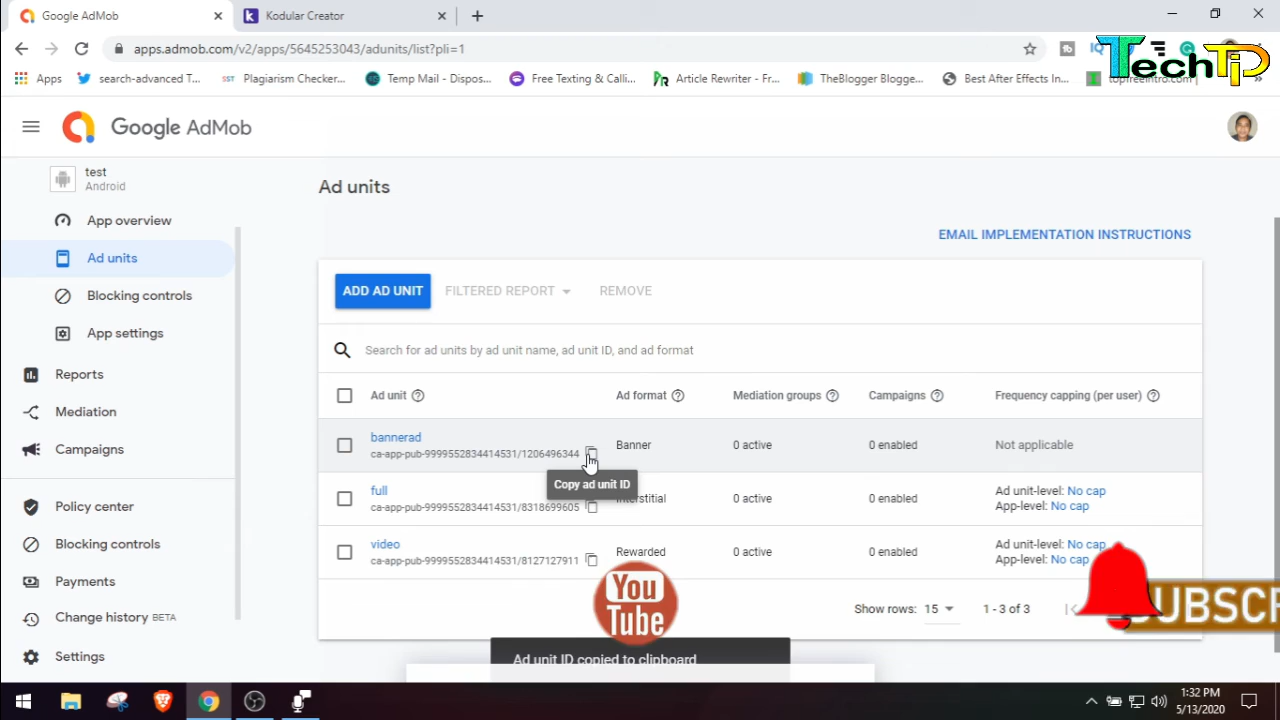 Google AdMob
Kodular Creator
apps.admob.com/v2/apps/5645253043/adunits/list?pli=1
Apps
search-advanced T...
SST Plagiarism Checker...
Temp Mail - Dispos...
Free Texting & Calli...
Article Rewriter - Fr...
TheBlogger Blogge...
Best After Effects In...
topfreeintro.com
TechTip
Google AdMob
test
Android
App overview
Ad units
Blocking controls
App settings
Reports
Mediation
Campaigns
Policy center
Blocking controls
Payments
Change history BETA
Settings
Ad units
EMAIL IMPLEMENTATION INSTRUCTIONS
ADD AD UNIT
FILTERED REPORT
REMOVE
Search for ad units by ad unit name, ad unit ID, and ad format
Ad unit
Ad format
Mediation groups
Campaigns
Frequency capping (per user)
bannerad
ca-app-pub-9999552834414531/1206496344
Banner
0 active
0 enabled
Not applicable
Copy ad unit ID
full
ca-app-pub-9999552834414531/8318699605
Interstitial
0 active
0 enabled
Ad unit-level: No cap
App-level: No cap
video
ca-app-pub-9999552834414531/8127127911
Rewarded
0 active
0 enabled
Ad unit-level: No cap
App-level: No cap
Show rows: 15
1 - 3 of 3
You
Tube
SUBSCR
Ad unit ID copied to clipboard
1:32 PM
5/13/2020